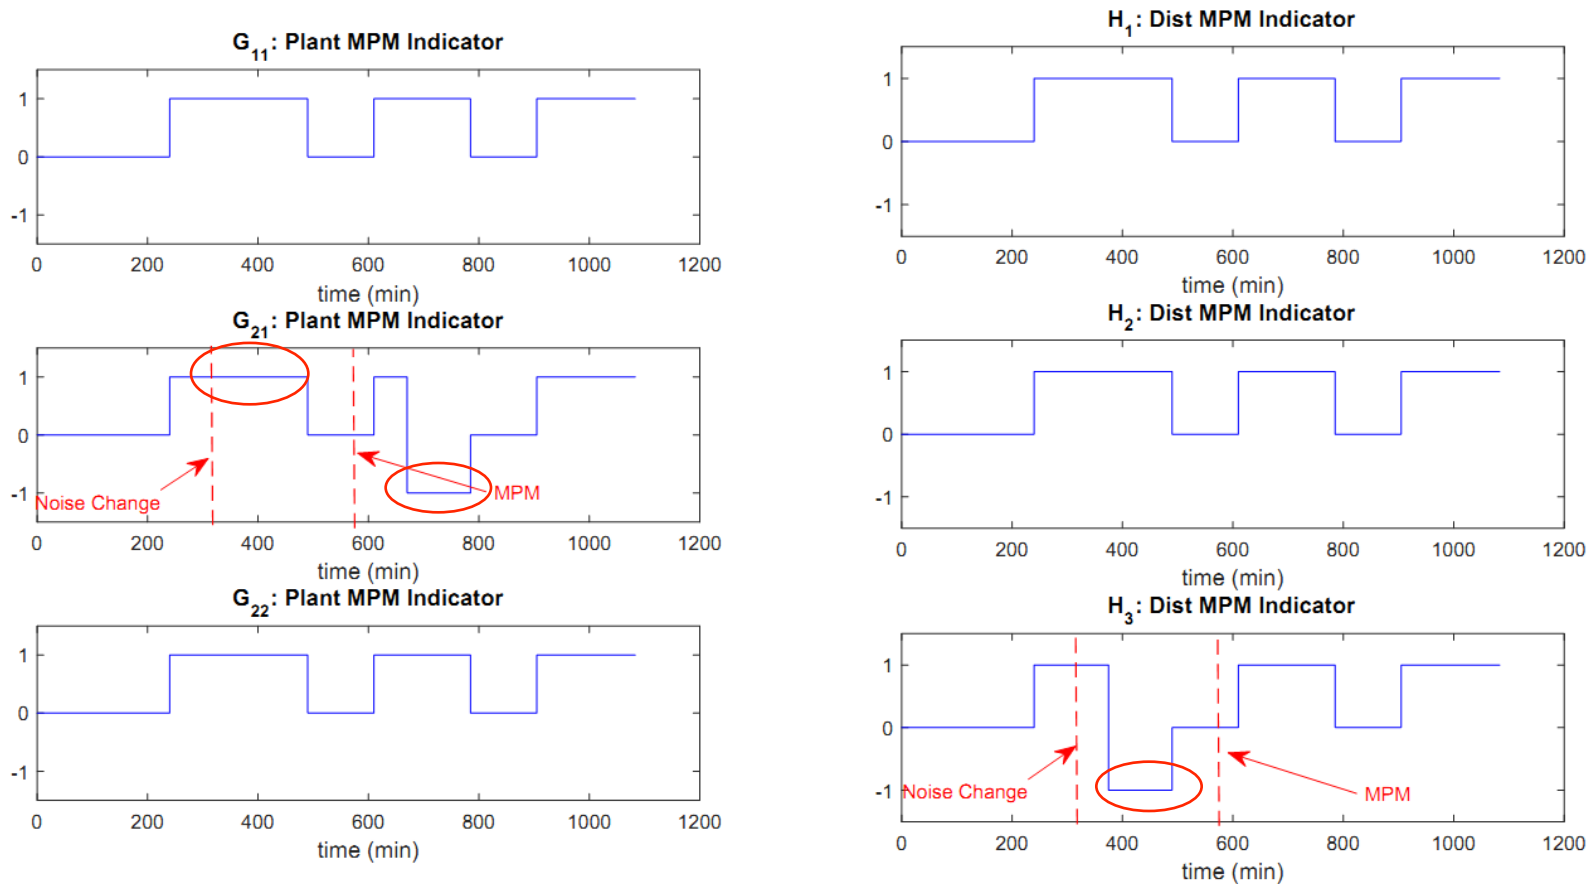 G11: Plant MPM Indicator
1
0
-1
0 200 400 600 800 1000 1200
time (min)
G21: Plant MPM Indicator
1
0
-1
Noise Change
MPM
0 200 400 600 800 1000 1200
time (min)
G22: Plant MPM Indicator
1
0
-1
0 200 400 600 800 1000 1200
time (min)
H1: Dist MPM Indicator
1
0
-1
0 200 400 600 800 1000 1200
time (min)
H2: Dist MPM Indicator
1
0
-1
0 200 400 600 800 1000 1200
time (min)
H3: Dist MPM Indicator
1
0
-1
Noise Change
MPM
0 200 400 600 800 1000 1200
time (min)